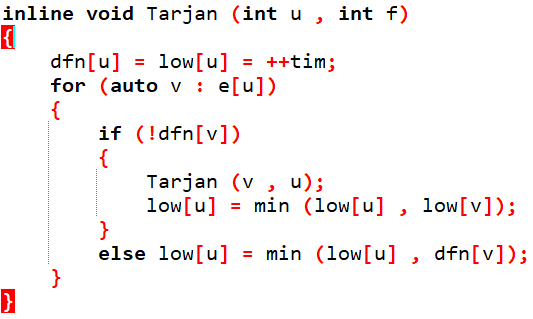 inline void Tarjan (int u , int f)
{
    dfn[u] = low[u] = ++tim;
    for (auto v : e[u])
    {
        if (!dfn[v])
        {
            Tarjan (v , u);
            low[u] = min (low[u] , low[v]);
        }
        else low[u] = min (low[u] , dfn[v]);
    }
}